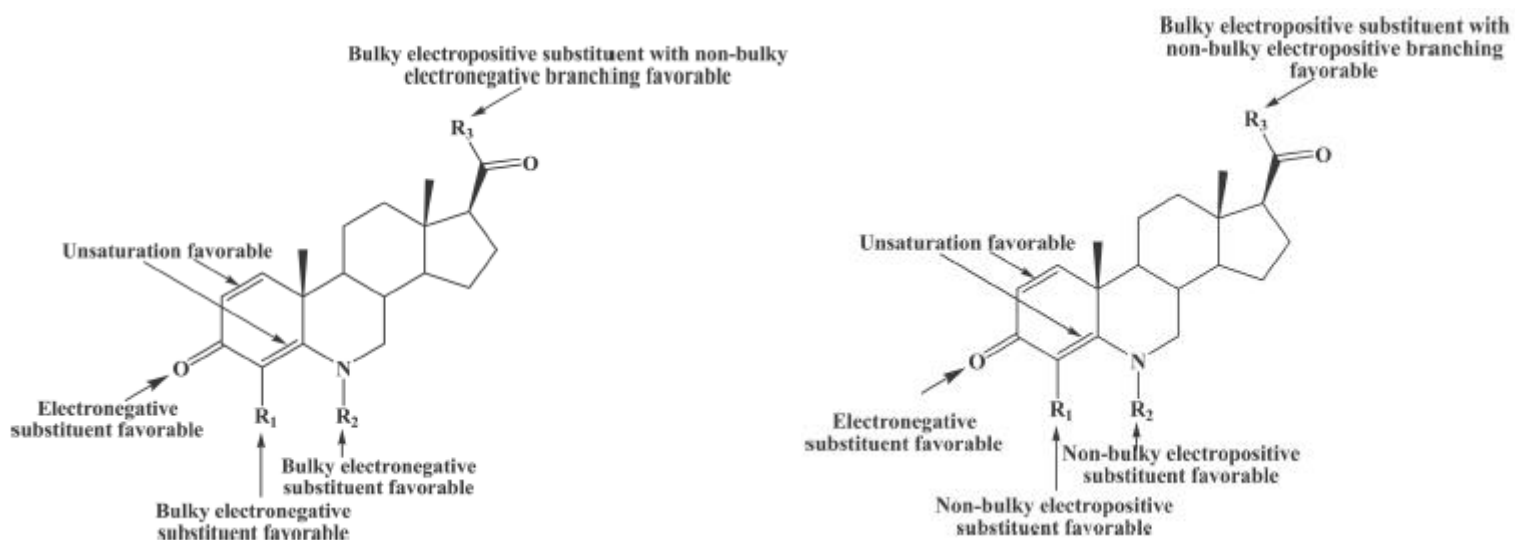 Bulky electropositive substituent with non-bulky
electronegative branching favorable
R3
O
Unsaturation favorable
O
N
R1
R2
Electronegative
substituent favorable
Bulky electronegative
substituent favorable
Bulky electronegative
substituent favorable
Bulky electropositive substituent with
non-bulky electropositive branching
favorable
R3
O
Unsaturation favorable
O
N
R1
R2
Electronegative
substituent favorable
Non-bulky electropositive
substituent favorable
Non-bulky electropositive
substituent favorable